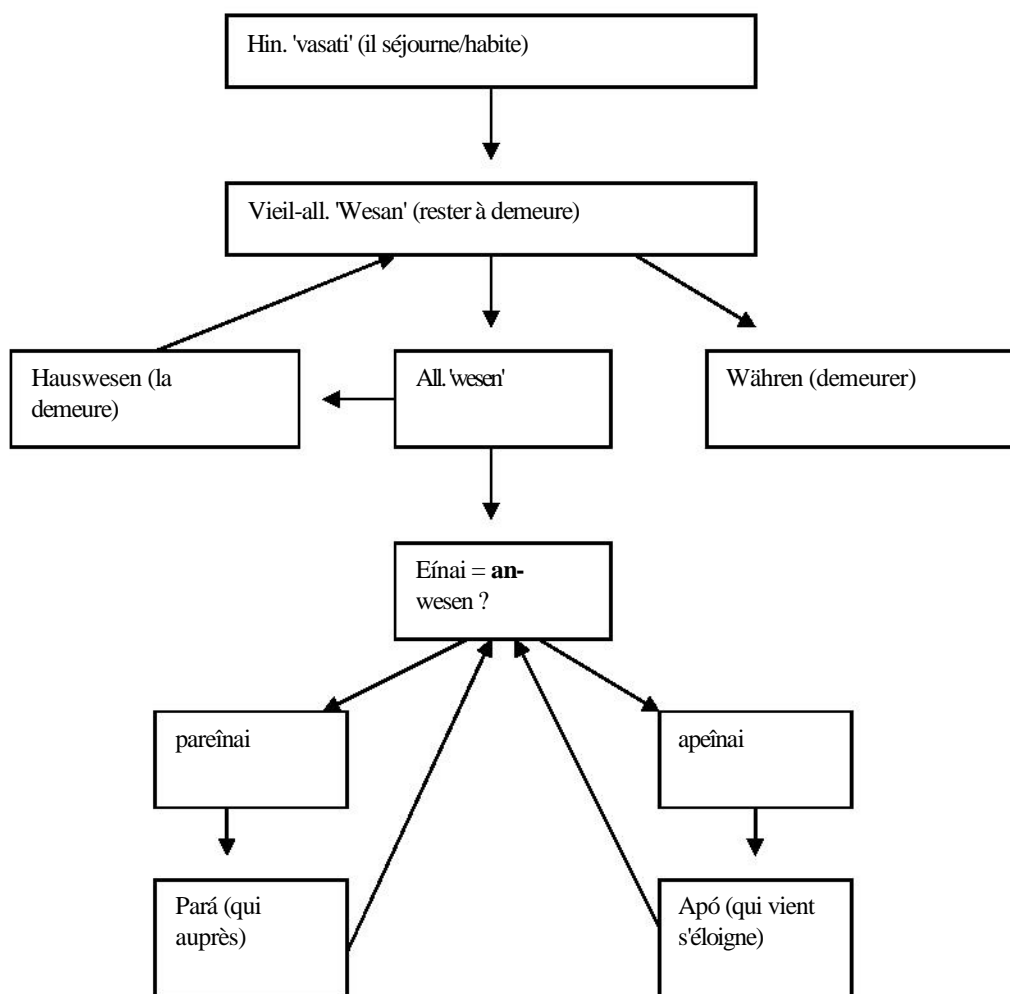 Hin. 'vasati' (il séjourne/habite)
Vieil-all. 'Wesan' (rester à demeure)
Hauswesen (la
demeure)
All. 'wesen'
Währen (demeurer)
Eínai = an-
wesen ?
pareînai
apeînai
Pará (qui
auprès)
Apó (qui vient
s'éloigne)